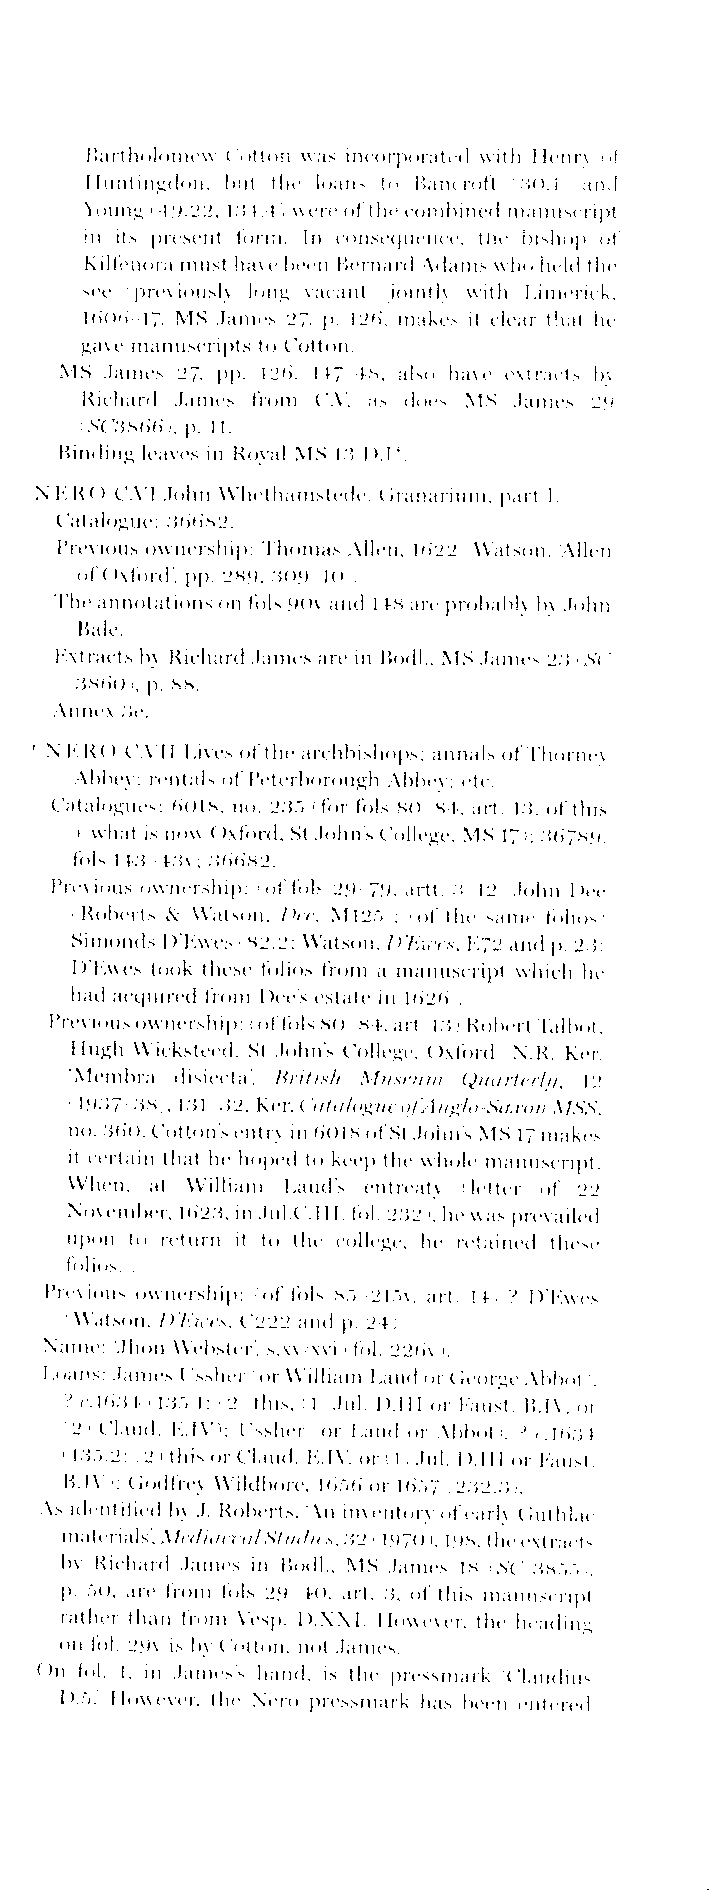 Bartholomew Cotton was incorporated with Henry of
Huntingdon, but the loans to Bancroft (30.4) and
Young (49.22, 134.4) were of the combined manuscript
in its present form. In consequence, the bishop of
Kilfenora must have been Bernard Adams who held the
see (previously long vacant) jointly with Limerick,
1606-17. MS James 27, p. 126, makes it clear that he
gave manuscripts to Cotton.
MS James 27, pp. 126, 147-48, also have extracts by
Richard James from C.V, as does MS James 29
(SC3866), p. 11.
Binding leaves in Royal MS 13 D.I*.
NERO C.VI John Whethamstede, Granarium, part I.
Catalogue: 36682.
Previous ownership: Thomas Allen, 1622 (Watson, 'Allen
of Oxford', pp. 289, 309-10).
The annotations on fols 90v and 148 are probably by John
Bale.
Extracts by Richard James are in Bodl., MS James 23 (SC
3860), p. 88.
Annex 3e.
NERO C.VII Lives of the archbishops; annals of Thorney
Abbey; rentals of Peterborough Abbey; etc.
Catalogues: 6018, no. 235 (for fols 80-84, art. 13, of this
+ what is now Oxford, St John's College, MS 17); 36789,
fols 143-43v; 36682.
Previous ownership: (of fols 29-79, artt. 3-12) John Dee
(Roberts & Watson, Dee, M125); (of the same folios)
Simonds D'Ewes (82.2; Watson, D'Ewes, E72 and p. 23:
D'Ewes took these folios from a manuscript which he
had acquired from Dee's estate in 1626).
Previous ownership: (of fols 80-84, art. 13) Robert Talbot,
Hugh Wicksteed, St John's College, Oxford (N.R. Ker,
'Membra disiecta', British Museum Quarterly, 12
(1937-38), 131-32, Ker, Catalogue of Anglo-Saxon MSS,
no. 360. Cotton's entry in 6018 of St John's MS 17 makes
it certain that he hoped to keep the whole manuscript.
When, at William Laud's entreaty (letter of 22
November, 1623, in Jul.C.III, fol. 232), he was prevailed
upon to return it to the college, he retained these
folios.).
Previous ownership: (of fols 85-215v, art. 14) ? D'Ewes
(Watson, D'Ewes, C222 and p. 24)
Name: 'Jhon Webster', s.xv/xvi (fol. 226v).
Loans: James Ussher (or William Laud or George Abbot),
? c.1634 (135.1: (2) this, (1) Jul. D.III or Faust. B.IV, or
(2) Claud. E.IV); Ussher (or Laud or Abbot), ? c.1634
(135.2: (2) this or Claud. E.IV, or (1) Jul. D.III or Faust.
B.IV); Godfrey Wildbore, 1656 or 1657 (232.3).
As identified by J. Roberts, 'An inventory of early Guthlac
materials', Mediaeval Studies, 32 (1970), 198, the extracts
by Richard James in Bodl., MS James 18 (SC 3855),
p. 50, are from fols 29-40, art. 3, of this manuscript
rather than from Vesp. D.XXI. However, the heading
on fol. 29v is by Cotton, not James.
On fol. 1, in James's hand, is the pressmark 'Claudius
D.5.' However, the Nero pressmark has been entered